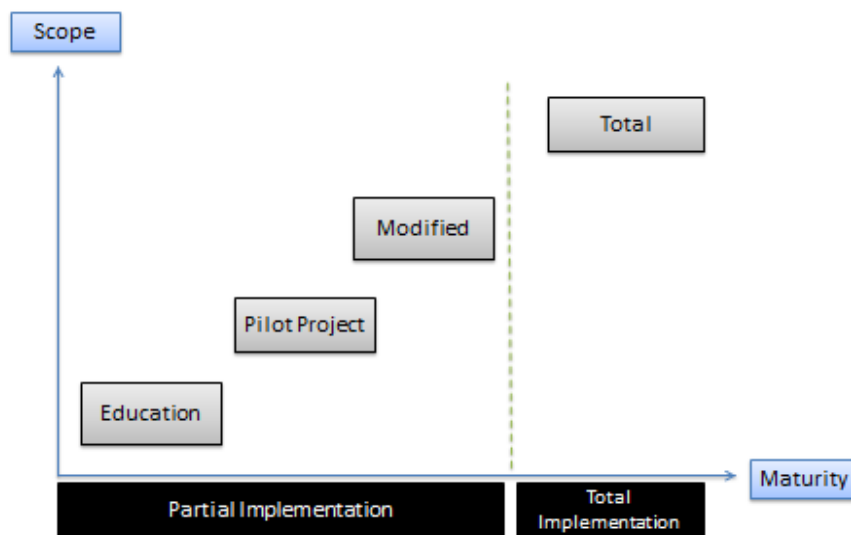 Scope
Total
Modified
Pilot Project
Education
Maturity
Partial Implementation
Total
Implementation